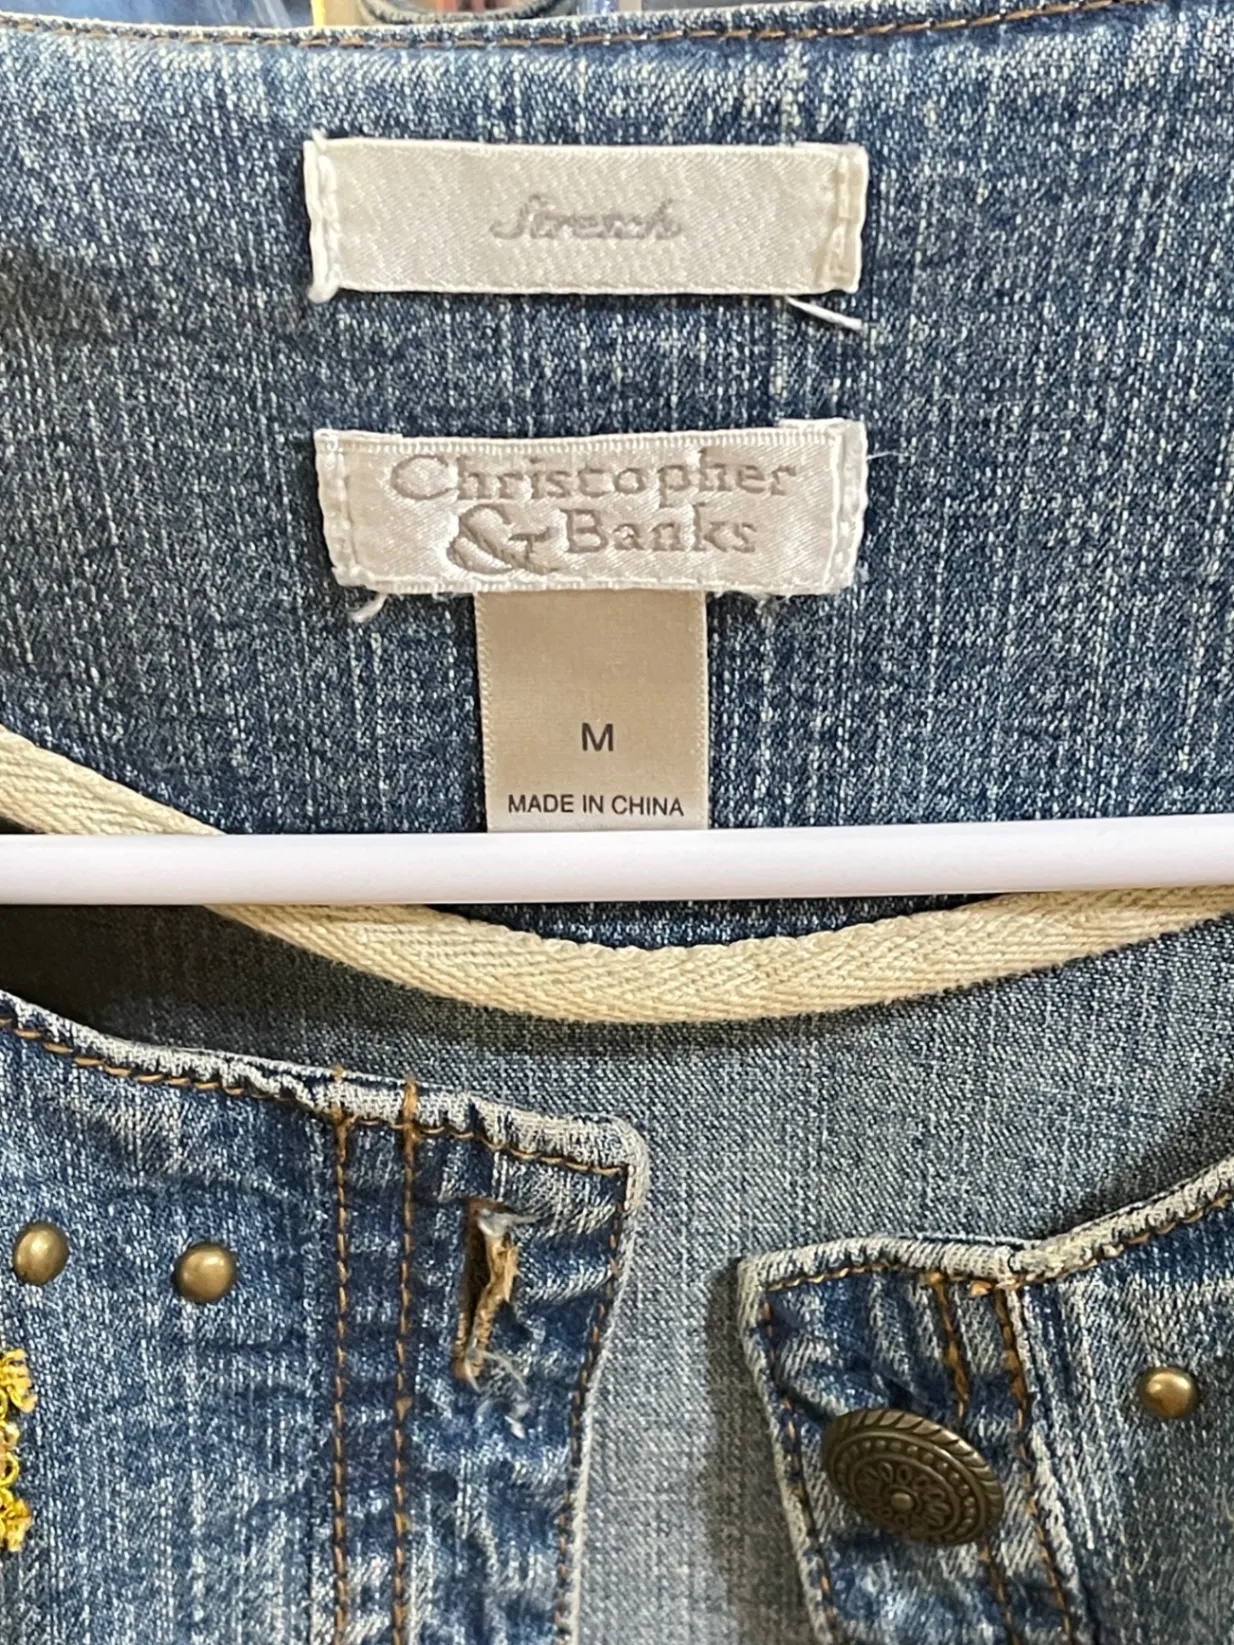 Stretch
Christopher
& Banks
M
MADE IN CHINA